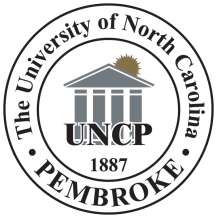 The University of North Carolina
UNCP
1887
• PEMBROKE •